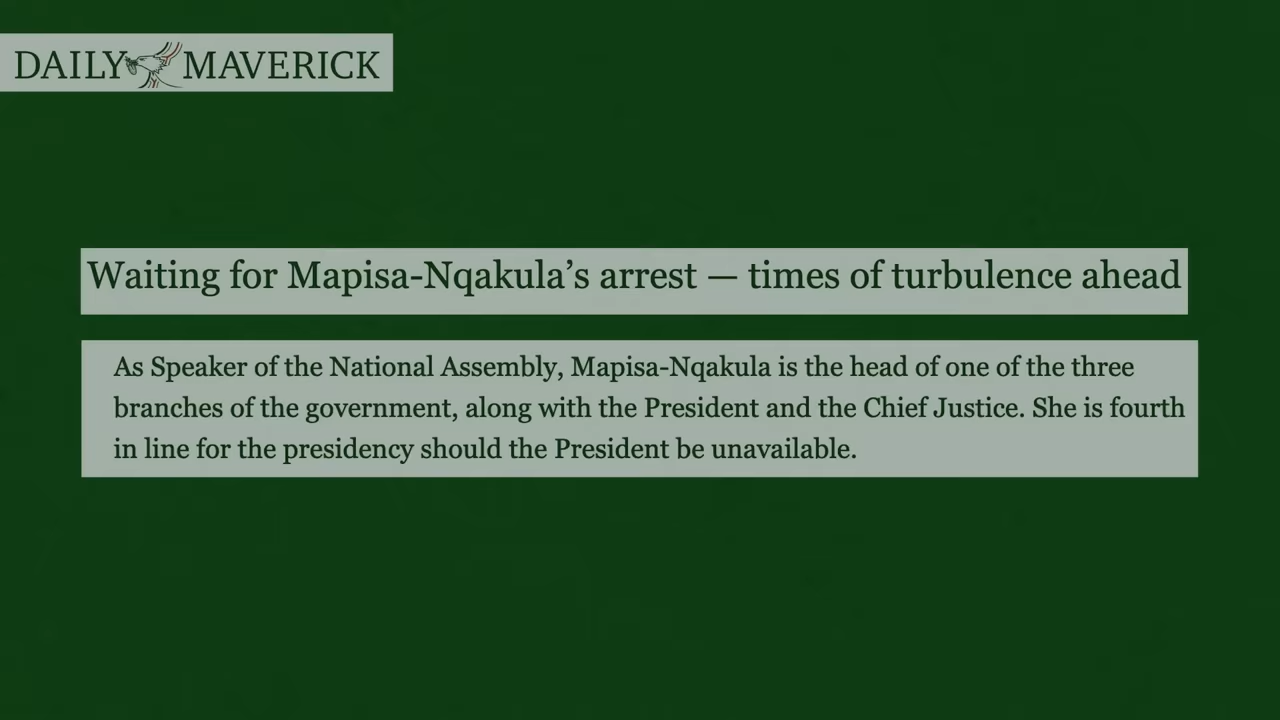 DAILY MAVERICK
Waiting for Mapisa-Nqakula’s arrest — times of turbulence ahead
As Speaker of the National Assembly, Mapisa-Nqakula is the head of one of the three
branches of the government, along with the President and the Chief Justice. She is fourth
in line for the presidency should the President be unavailable.